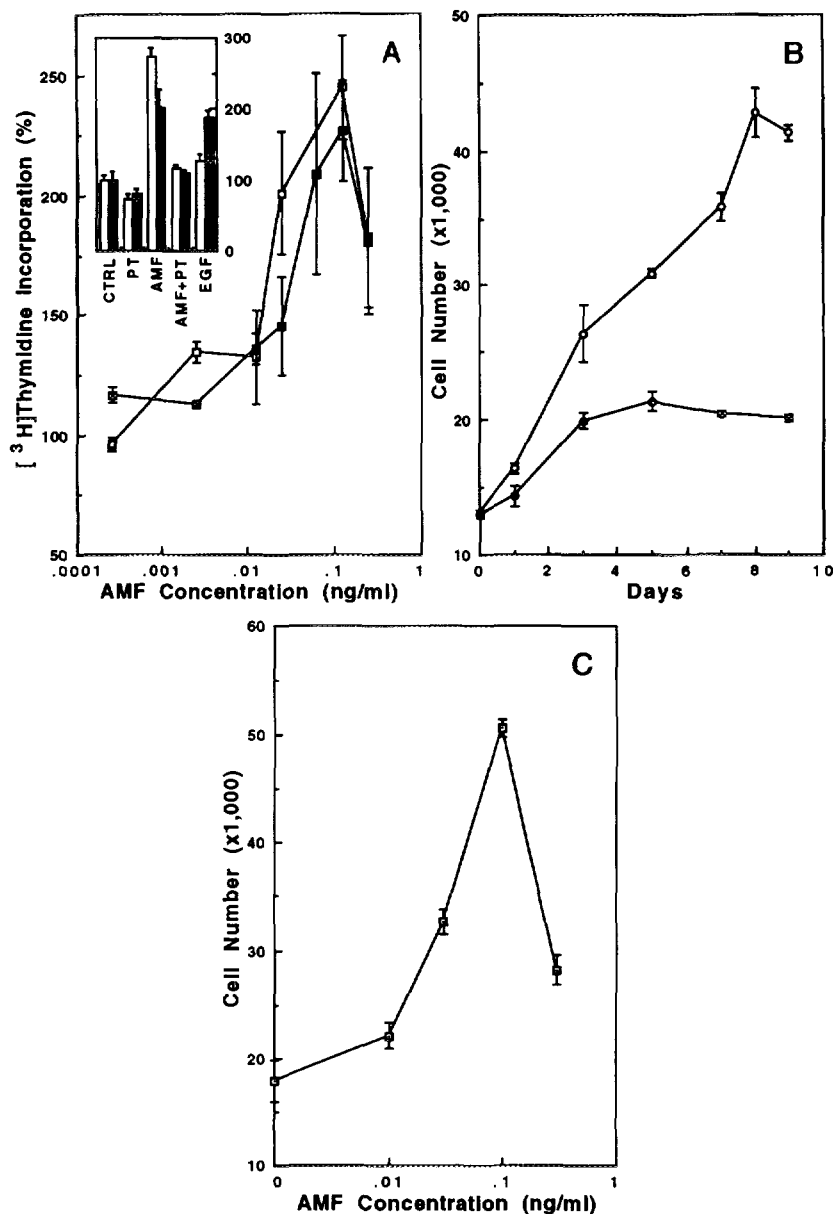 A
[ ³H]Thymidine Incorporation (%)
250
200
150
100
50
300
200
100
0
CTRL
PT
AMF
AMF+PT
EGF
.0001
.001
.01
.1
1
AMF Concentration (ng/ml)
B
Cell Number (x1,000)
50
40
30
20
10
0
2
4
6
8
10
Days
C
Cell Number (x1,000)
60
50
40
30
20
10
0
.01
.1
1
AMF Concentration (ng/ml)